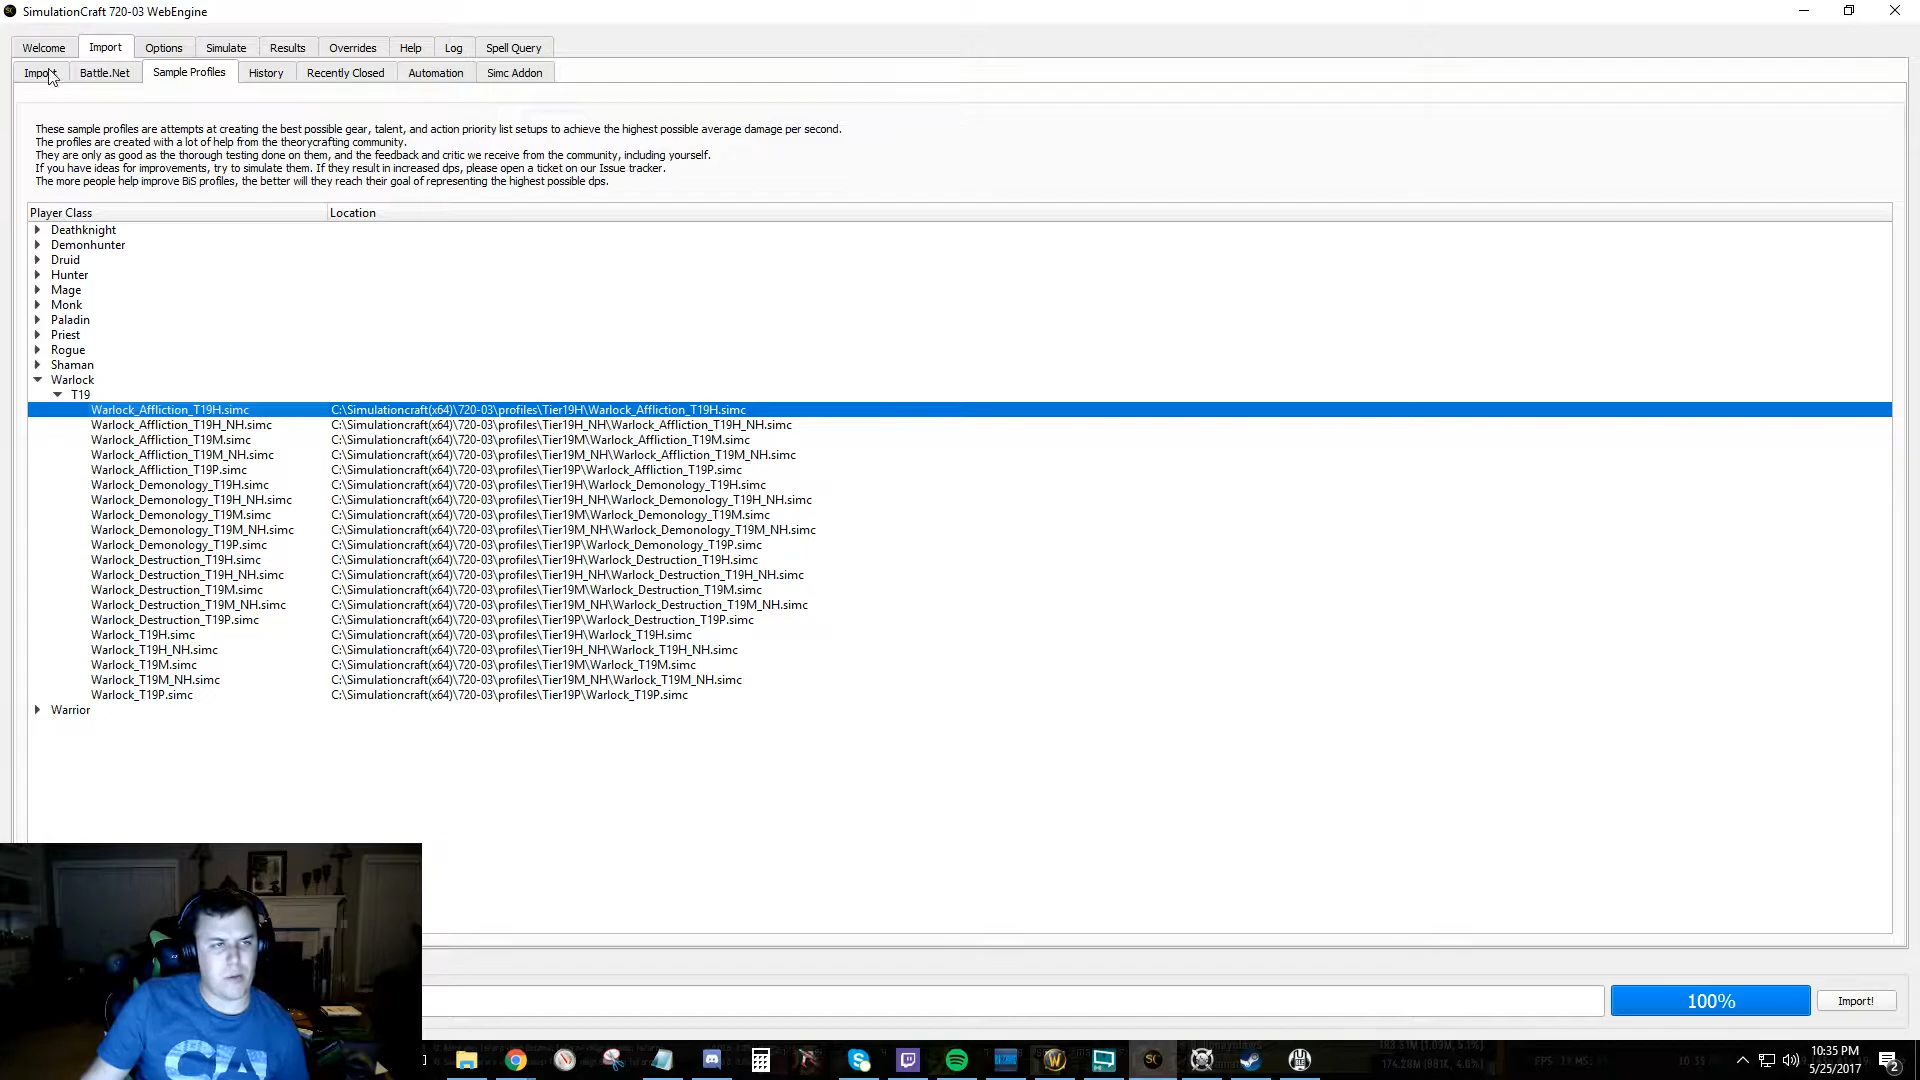 SimulationCraft 720-03 WebEngine
Welcome Import Options Simulate Results Overrides Help Log Spell Query
Import Battle.Net Sample Profiles History Recently Closed Automation Simc Addon
These sample profiles are attempts at creating the best possible gear, talent, and action priority list setups to achieve the highest possible average damage per second.
The profiles are created with a lot of help from the theorycrafting community.
They are only as good as the thorough testing done on them, and the feedback and critic we receive from the community, including yourself.
If you have ideas for improvements, try to simulate them. If they result in increased dps, please open a ticket on our Issue tracker.
The more people help improve BiS profiles, the better will they reach their goal of representing the highest possible dps.
Player Class Location
Deathknight
Demonhunter
Druid
Hunter
Mage
Monk
Paladin
Priest
Rogue
Shaman
Warlock
T19
Warlock_Affliction_T19H.simc C:\Simulationcraft(x64)\720-03\profiles\Tier19H\Warlock_Affliction_T19H.simc
Warlock_Affliction_T19H_NH.simc C:\Simulationcraft(x64)\720-03\profiles\Tier19H_NH\Warlock_Affliction_T19H_NH.simc
Warlock_Affliction_T19M.simc C:\Simulationcraft(x64)\720-03\profiles\Tier19M\Warlock_Affliction_T19M.simc
Warlock_Affliction_T19M_NH.simc C:\Simulationcraft(x64)\720-03\profiles\Tier19M_NH\Warlock_Affliction_T19M_NH.simc
Warlock_Affliction_T19P.simc C:\Simulationcraft(x64)\720-03\profiles\Tier19P\Warlock_Affliction_T19P.simc
Warlock_Demonology_T19H.simc C:\Simulationcraft(x64)\720-03\profiles\Tier19H\Warlock_Demonology_T19H.simc
Warlock_Demonology_T19H_NH.simc C:\Simulationcraft(x64)\720-03\profiles\Tier19H_NH\Warlock_Demonology_T19H_NH.simc
Warlock_Demonology_T19M.simc C:\Simulationcraft(x64)\720-03\profiles\Tier19M\Warlock_Demonology_T19M.simc
Warlock_Demonology_T19M_NH.simc C:\Simulationcraft(x64)\720-03\profiles\Tier19M_NH\Warlock_Demonology_T19M_NH.simc
Warlock_Demonology_T19P.simc C:\Simulationcraft(x64)\720-03\profiles\Tier19P\Warlock_Demonology_T19P.simc
Warlock_Destruction_T19H.simc C:\Simulationcraft(x64)\720-03\profiles\Tier19H\Warlock_Destruction_T19H.simc
Warlock_Destruction_T19H_NH.simc C:\Simulationcraft(x64)\720-03\profiles\Tier19H_NH\Warlock_Destruction_T19H_NH.simc
Warlock_Destruction_T19M.simc C:\Simulationcraft(x64)\720-03\profiles\Tier19M\Warlock_Destruction_T19M.simc
Warlock_Destruction_T19M_NH.simc C:\Simulationcraft(x64)\720-03\profiles\Tier19M_NH\Warlock_Destruction_T19M_NH.simc
Warlock_Destruction_T19P.simc C:\Simulationcraft(x64)\720-03\profiles\Tier19P\Warlock_Destruction_T19P.simc
Warlock_T19H.simc C:\Simulationcraft(x64)\720-03\profiles\Tier19H\Warlock_T19H.simc
Warlock_T19H_NH.simc C:\Simulationcraft(x64)\720-03\profiles\Tier19H_NH\Warlock_T19H_NH.simc
Warlock_T19M.simc C:\Simulationcraft(x64)\720-03\profiles\Tier19M\Warlock_T19M.simc
Warlock_T19M_NH.simc C:\Simulationcraft(x64)\720-03\profiles\Tier19M_NH\Warlock_T19M_NH.simc
Warlock_T19P.simc C:\Simulationcraft(x64)\720-03\profiles\Tier19P\Warlock_T19P.simc
Warrior
100% Import!
CA
10:35 PM
5/25/2017
2